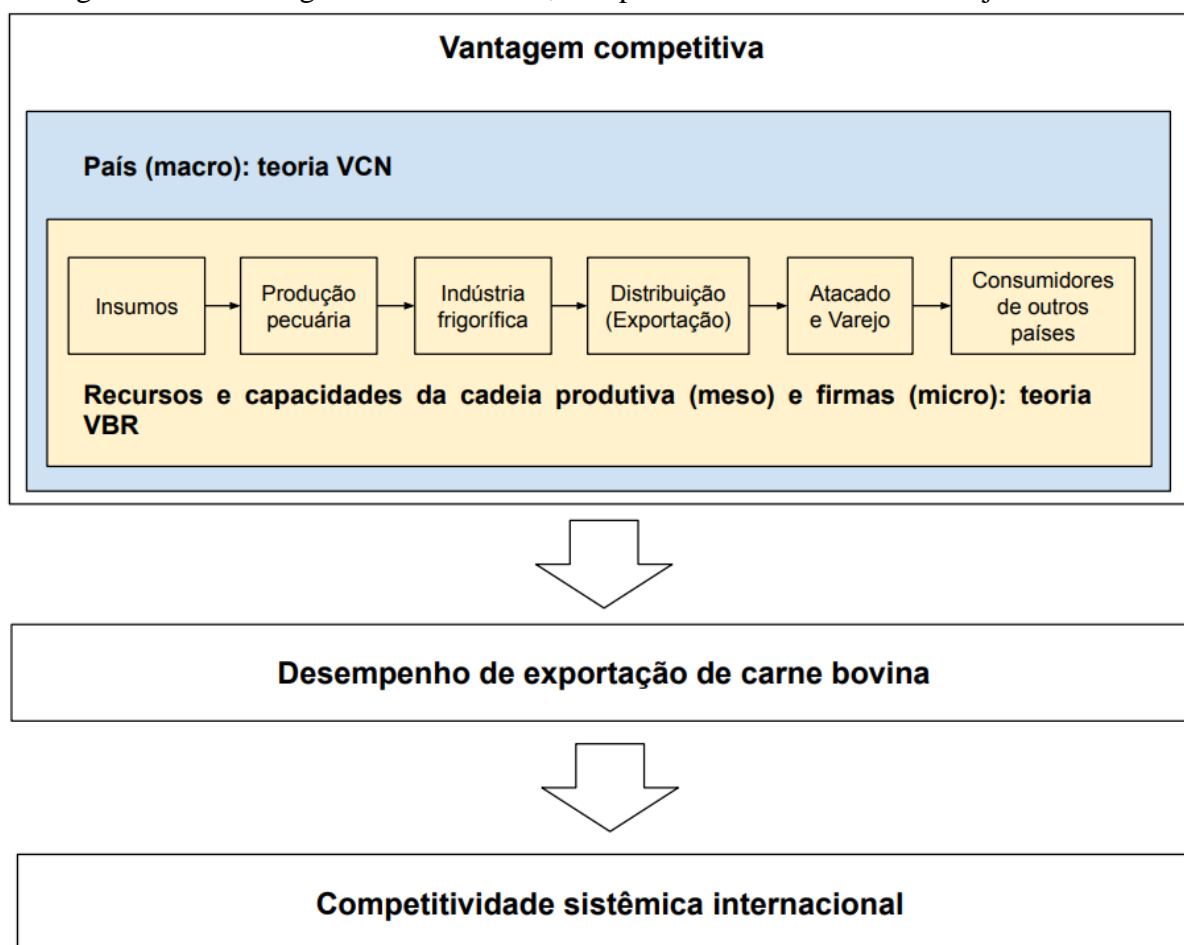 Vantagem competitiva
País (macro): teoria VCN
Insumos
Produção
pecuária
Indústria
frigorífica
Distribuição
(Exportação)
Atacado
e Varejo
Consumidores
de outros
países
Recursos e capacidades da cadeia produtiva (meso) e firmas (micro): teoria
VBR
Desempenho de exportação de carne bovina
Competitividade sistêmica internacional